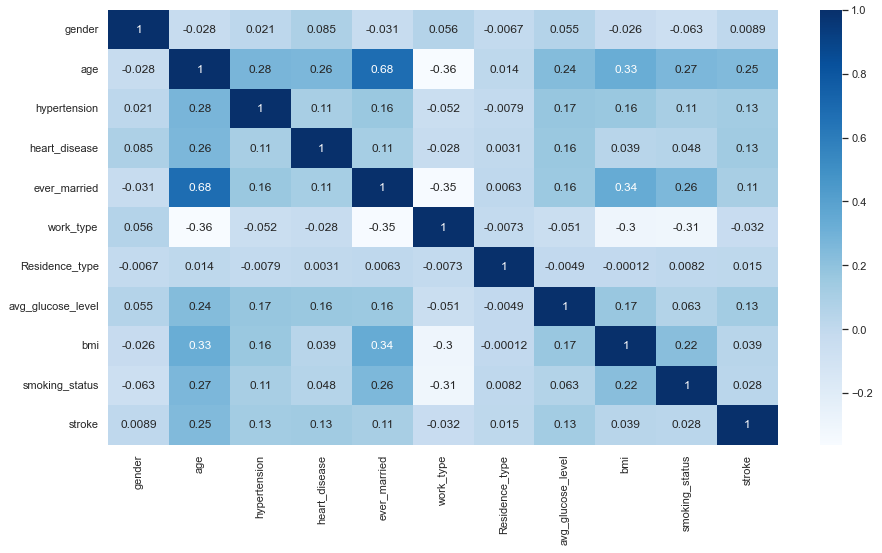 gender 1 -0.028 0.021 0.085 -0.031 0.056 -0.0067 0.055 -0.026 -0.063 0.0089
age -0.028 1 0.28 0.26 0.68 -0.36 0.014 0.24 0.33 0.27 0.25
hypertension 0.021 0.28 1 0.11 0.16 -0.052 -0.0079 0.17 0.16 0.11 0.13
heart_disease 0.085 0.26 0.11 1 0.11 -0.028 0.0031 0.16 0.039 0.048 0.13
ever_married -0.031 0.68 0.16 0.11 1 -0.35 0.0063 0.16 0.34 0.26 0.11
work_type 0.056 -0.36 -0.052 -0.028 -0.35 1 -0.0073 -0.051 -0.3 -0.31 -0.032
Residence_type -0.0067 0.014 -0.0079 0.0031 0.0063 -0.0073 1 -0.0049 -0.00012 0.0082 0.015
avg_glucose_level 0.055 0.24 0.17 0.16 0.16 -0.051 -0.0049 1 0.17 0.063 0.13
bmi -0.026 0.33 0.16 0.039 0.34 -0.3 -0.00012 0.17 1 0.22 0.039
smoking_status -0.063 0.27 0.11 0.048 0.26 -0.31 0.0082 0.063 0.22 1 0.028
stroke 0.0089 0.25 0.13 0.13 0.11 -0.032 0.015 0.13 0.039 0.028 1
gender
age
hypertension
heart_disease
ever_married
work_type
Residence_type
avg_glucose_level
bmi
smoking_status
stroke
1.0
0.8
0.6
0.4
0.2
0.0
−0.2